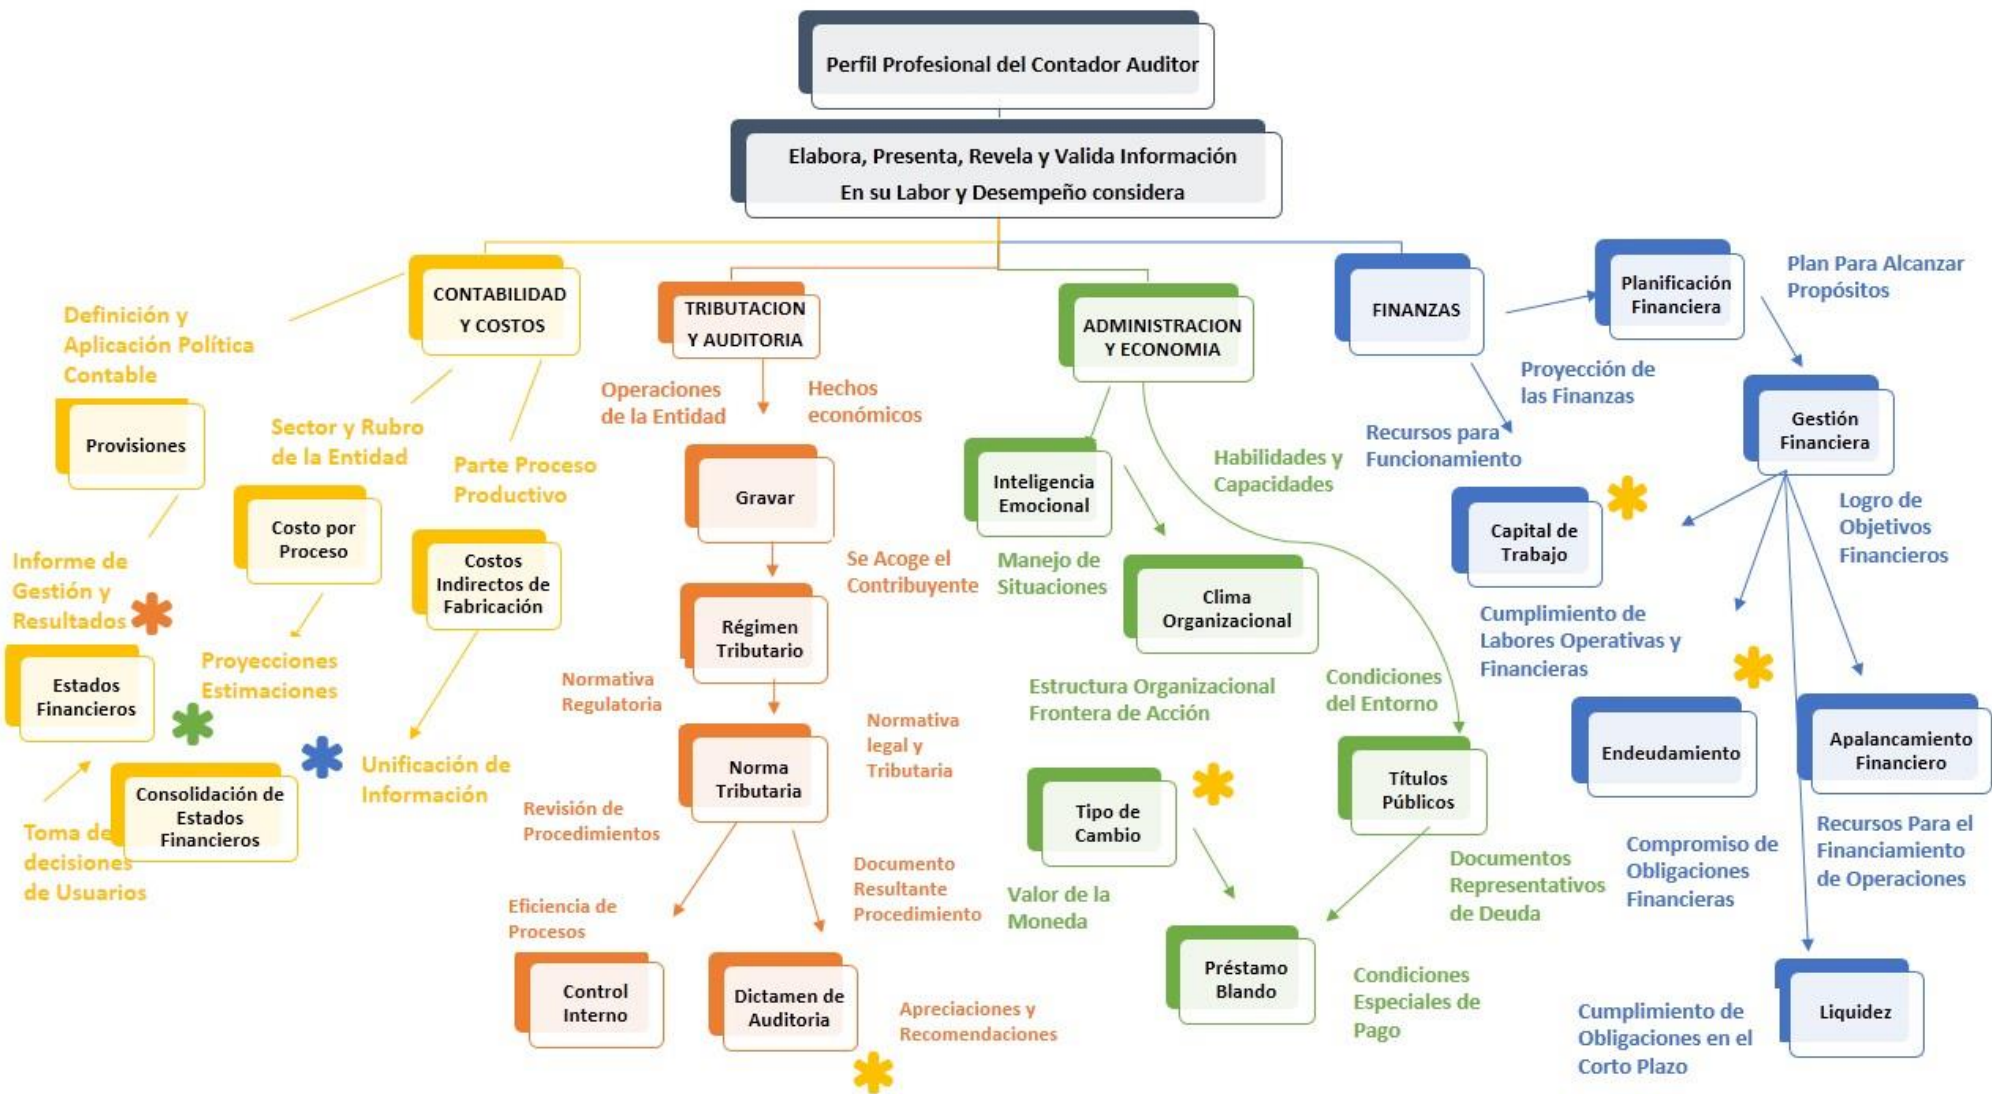 Perfil Profesional del Contador Auditor
Elabora, Presenta, Revela y Valida Información
En su Labor y Desempeño considera
CONTABILIDAD
Y COSTOS
Definición y
Aplicación Política
Contable
Provisiones
Sector y Rubro
de la Entidad
Parte Proceso
Productivo
Costo por
Proceso
Costos
Indirectos de
Fabricación
Informe de
Gestión y
Resultados
Estados
Financieros
Proyecciones
Estimaciones
Consolidación de
Estados
Financieros
Unificación de
Información
Toma de
decisiones
de Usuarios
TRIBUTACION
Y AUDITORIA
Operaciones
de la Entidad
Hechos
económicos
Gravar
Se Acoge el
Contribuyente
Régimen
Tributario
Normativa
Regulatoria
Normativa
legal y
Tributaria
Norma
Tributaria
Revisión de
Procedimientos
Documento
Resultante
Procedimiento
Eficiencia de
Procesos
Control
Interno
Dictamen de
Auditoria
Apreciaciones y
Recomendaciones
ADMINISTRACION
Y ECONOMIA
Inteligencia
Emocional
Habilidades y
Capacidades
Manejo de
Situaciones
Clima
Organizacional
Estructura Organizacional
Frontera de Acción
Condiciones
del Entorno
Tipo de
Cambio
Títulos
Públicos
Valor de la
Moneda
Documentos
Representativos
de Deuda
Préstamo
Blando
Condiciones
Especiales de
Pago
FINANZAS
Planificación
Financiera
Plan Para Alcanzar
Propósitos
Proyección de
las Finanzas
Recursos para
Funcionamiento
Gestión
Financiera
Capital de
Trabajo
Logro de
Objetivos
Financieros
Cumplimiento de
Labores Operativas y
Financieras
Endeudamiento
Apalancamiento
Financiero
Compromiso de
Obligaciones
Financieras
Recursos Para el
Financiamiento
de Operaciones
Liquidez
Cumplimiento de
Obligaciones en el
Corto Plazo